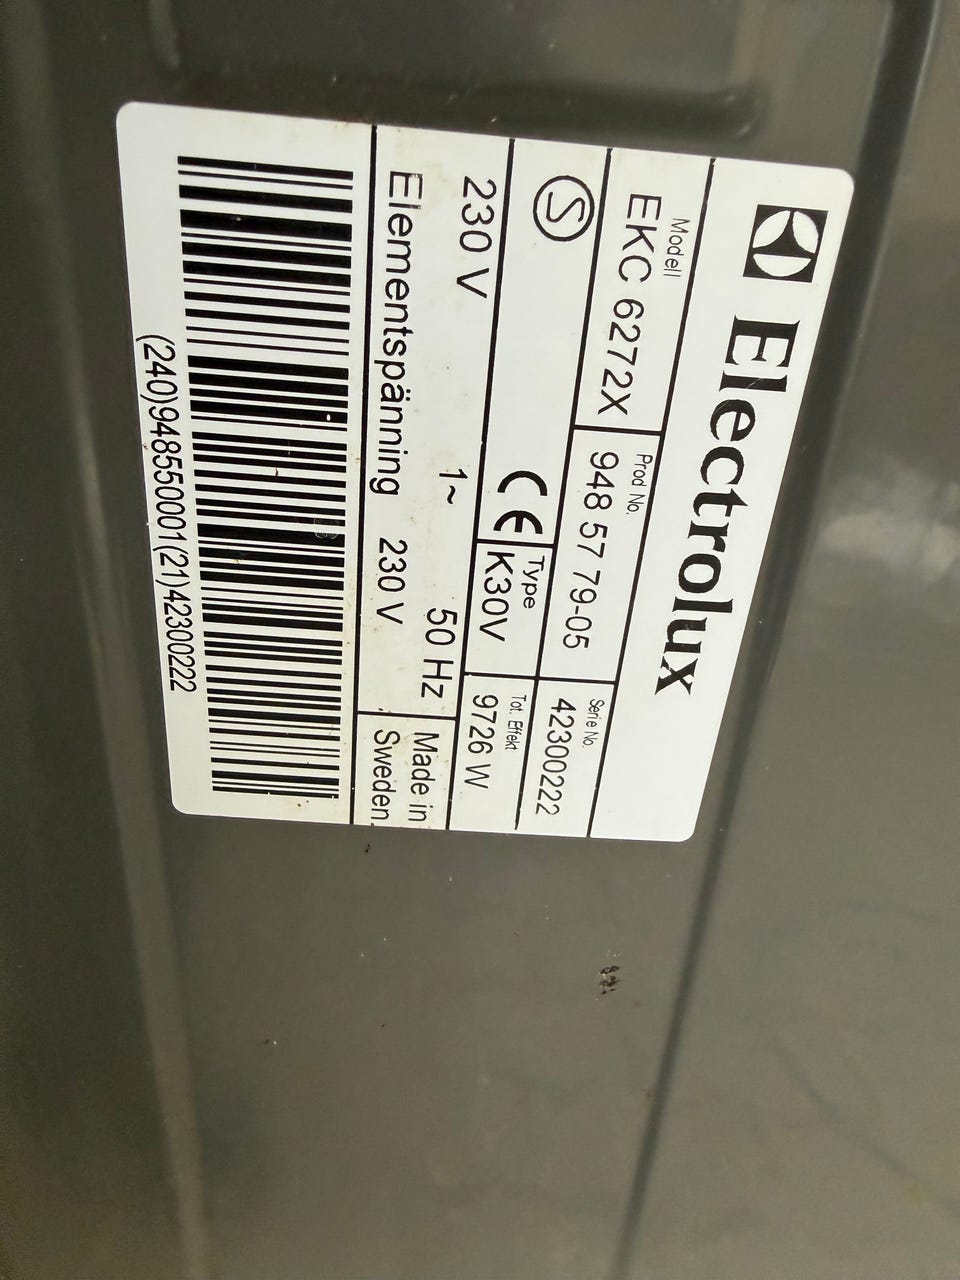 Electrolux
Modell
EKC 6272X
Prod No.
948 57 79-05
Serie No.
42300222
S
CE
Type
K30V
Tot. Effekt
9726 W
230 V 1~ 50 Hz
Elementspänning 230 V
Made in
Sweden
(240)948550001(21)42300222